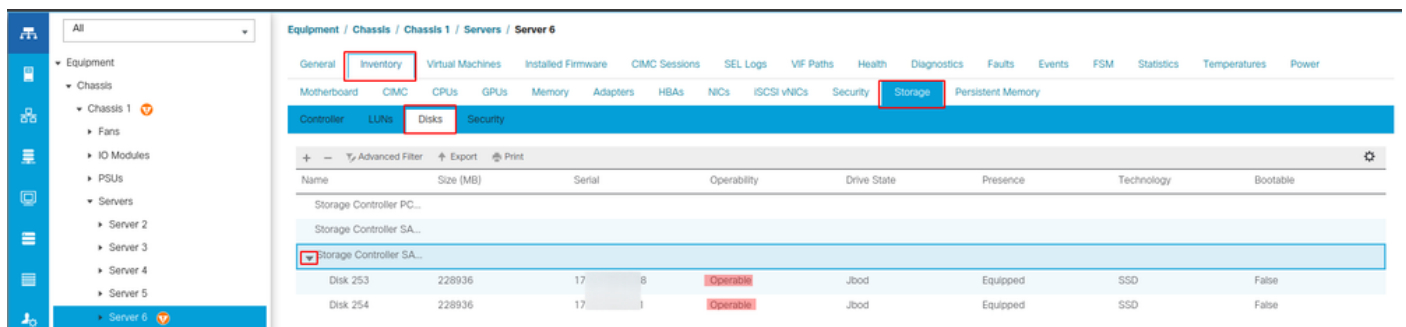 All
Equipment / Chassis / Chassis 1 / Servers / Server 6
Equipment
Chassis
Chassis 1
Fans
IO Modules
PSUs
Servers
Server 2
Server 3
Server 4
Server 5
Server 6
General Inventory Virtual Machines Installed Firmware CIMC Sessions SEL Logs VIF Paths Health Diagnostics Faults Events FSM Statistics Temperatures Power
Motherboard CIMC CPUs GPUs Memory Adapters HBAs NICs iSCSI vNICs Security Storage Persistent Memory
Controller LUNs Disks Security
+ − Advanced Filter Export Print
Name Size (MB) Serial Operability Drive State Presence Technology Bootable
Storage Controller PC...
Storage Controller SA...
Storage Controller SA...
Disk 253 228936 17 8 Operable Jbod Equipped SSD False
Disk 254 228936 17 Operable Jbod Equipped SSD False